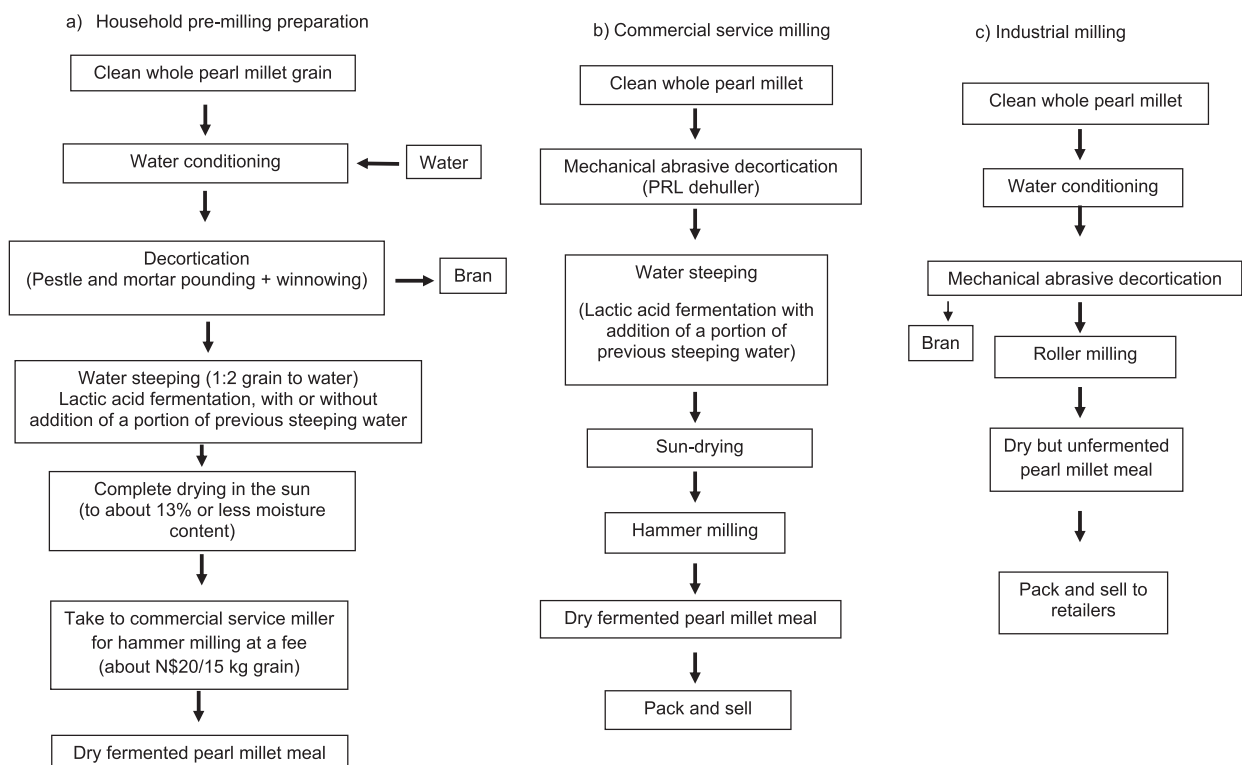 a) Household pre-milling preparation
Clean whole pearl millet grain
Water conditioning
Water
Decortication
(Pestle and mortar pounding + winnowing)
Bran
Water steeping (1:2 grain to water)
Lactic acid fermentation, with or without
addition of a portion of previous steeping water
Complete drying in the sun
(to about 13% or less moisture
content)
Take to commercial service miller
for hammer milling at a fee
(about N$20/15 kg grain)
Dry fermented pearl millet meal
b) Commercial service milling
Clean whole pearl millet
Mechanical abrasive decortication
(PRL dehuller)
Water steeping
(Lactic acid fermentation with
addition of a portion of
previous steeping water)
Sun-drying
Hammer milling
Dry fermented pearl millet meal
Pack and sell
c) Industrial milling
Clean whole pearl millet
Water conditioning
Mechanical abrasive decortication
Bran
Roller milling
Dry but unfermented
pearl millet meal
Pack and sell to
retailers